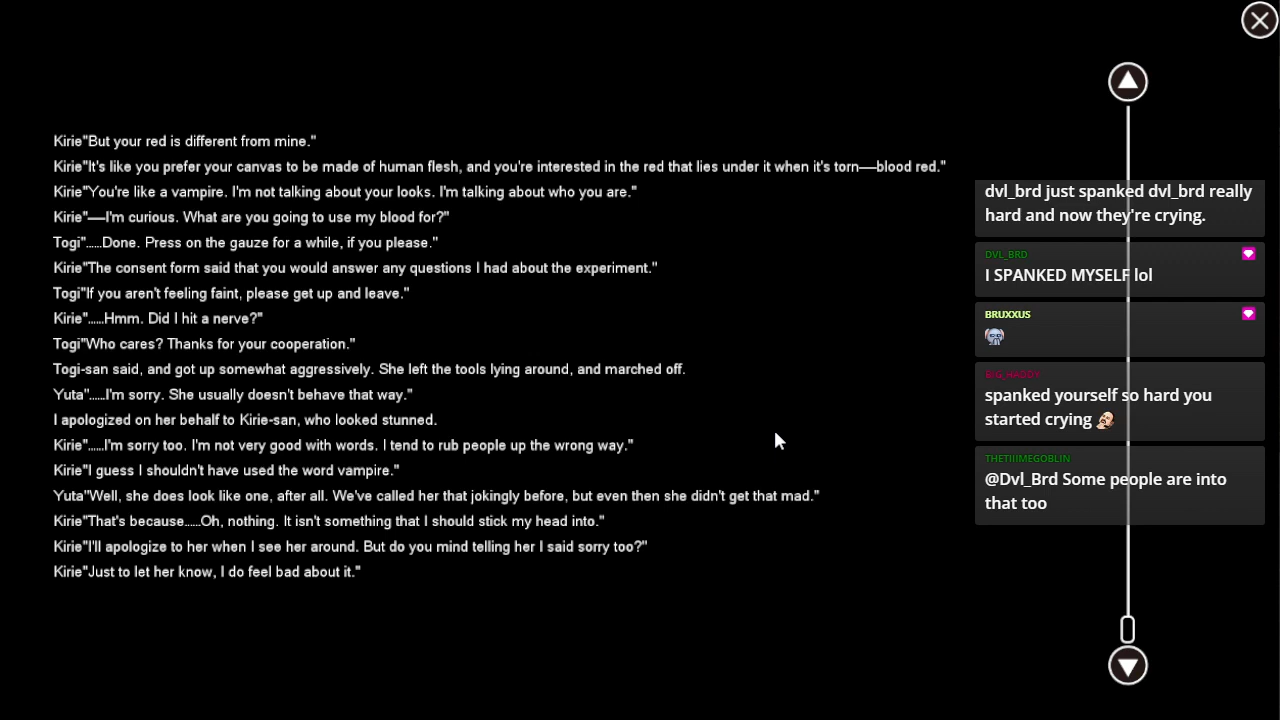 Kirie"But your red is different from mine."
Kirie"It's like you prefer your canvas to be made of human flesh, and you're interested in the red that lies under it when it's torn──blood red."
Kirie"You're like a vampire. I'm not talking about your looks. I'm talking about who you are."
Kirie"──I'm curious. What are you going to use my blood for?"
Togi"......Done. Press on the gauze for a while, if you please."
Kirie"The consent form said that you would answer any questions I had about the experiment."
Togi"If you aren't feeling faint, please get up and leave."
Kirie"......Hmm. Did I hit a nerve?"
Togi"Who cares? Thanks for your cooperation."
Togi-san said, and got up somewhat aggressively. She left the tools lying around, and marched off.
Yuta"......I'm sorry. She usually doesn't behave that way."
I apologized on her behalf to Kirie-san, who looked stunned.
Kirie"......I'm sorry too. I'm not very good with words. I tend to rub people up the wrong way."
Kirie"I guess I shouldn't have used the word vampire."
Yuta"Well, she does look like one, after all. We've called her that jokingly before, but even then she didn't get that mad."
Kirie"That's because......Oh, nothing. It isn't something that I should stick my head into."
Kirie"I'll apologize to her when I see her around. But do you mind telling her I said sorry too?"
Kirie"Just to let her know, I do feel bad about it."
dvl_brd just spanked dvl_brd really
hard and now they're crying.
DVL_BRD
I SPANKED MYSELF lol
BRUXXUS
BIG_HADDY
spanked yourself so hard you
started crying
THETIIIMEGOBLIN
@Dvl_Brd Some people are into
that too